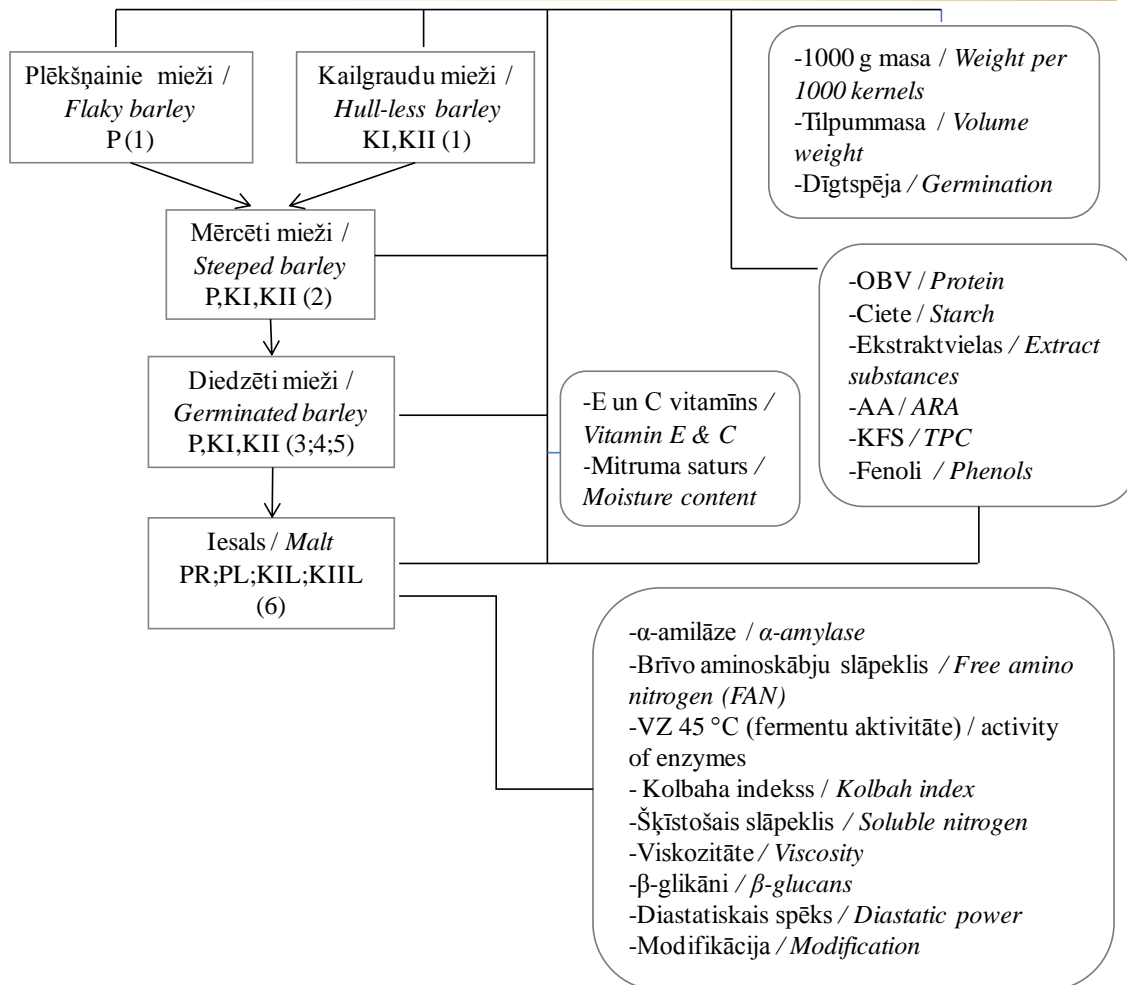 Plēkšņainie mieži /
Flaky barley
P (1)
Kailgraudu mieži /
Hull-less barley
KI,KII (1)
-1000 g masa / Weight per
1000 kernels
-Tilpummasa / Volume
weight
-Dīgtspēja / Germination
Mērcēti mieži /
Steeped barley
P,KI,KII (2)
-OBV / Protein
-Ciete / Starch
-Ekstraktvielas / Extract
substances
-AA / ARA
-KFS / TPC
-Fenoli / Phenols
Diedzēti mieži /
Germinated barley
P,KI,KII (3;4;5)
-E un C vitamīns /
Vitamin E & C
-Mitruma saturs /
Moisture content
Iesals / Malt
PR;PL;KIL;KIIL
(6)
-α-amilāze / α-amylase
-Brīvo aminoskābju slāpeklis / Free amino
nitrogen (FAN)
-VZ 45 °C (fermentu aktivitāte) / activity
of enzymes
- Kolbaha indekss / Kolbah index
-Šķīstošais slāpeklis / Soluble nitrogen
-Viskozitāte / Viscosity
-β-glikāni / β-glucans
-Diastatiskais spēks / Diastatic power
-Modifikācija / Modification